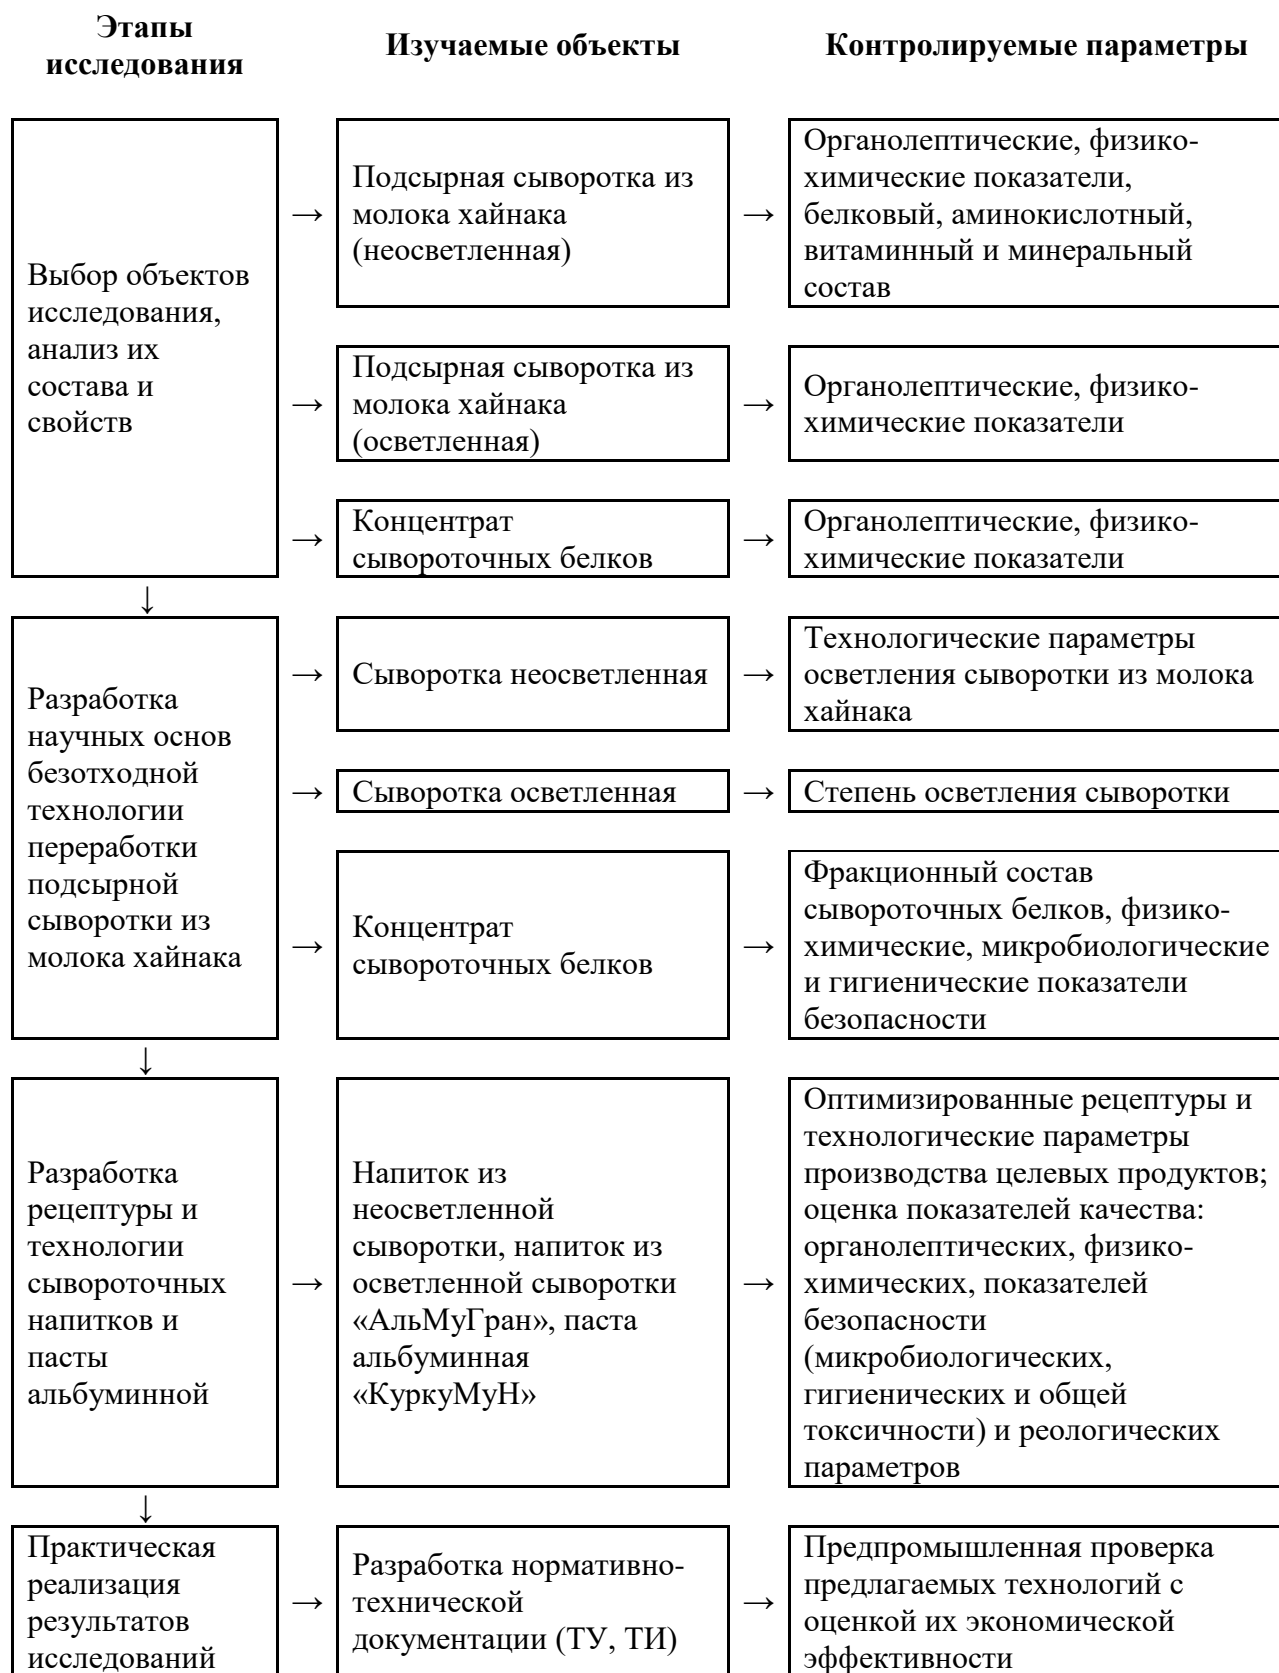 Этапы
исследования
Изучаемые объекты
Контролируемые параметры
Выбор объектов
исследования,
анализ их
состава и
свойств
→
Подсырная сыворотка из
молока хайнака
(неосветленная)
→
Органолептические, физико-
химические показатели,
белковый, аминокислотный,
витаминный и минеральный
состав
→
Подсырная сыворотка из
молока хайнака
(осветленная)
→
Органолептические, физико-
химические показатели
→
Концентрат
сывороточных белков
→
Органолептические, физико-
химические показатели
↓
Разработка
научных основ
безотходной
технологии
переработки
подсырной
сыворотки из
молока хайнака
→
Сыворотка неосветленная
→
Технологические параметры
осветления сыворотки из молока
хайнака
→
Сыворотка осветленная
→
Степень осветления сыворотки
→
Концентрат
сывороточных белков
→
Фракционный состав
сывороточных белков, физико-
химические, микробиологические
и гигиенические показатели
безопасности
↓
Разработка
рецептуры и
технологии
сывороточных
напитков и
пасты
альбуминной
→
Напиток из
неосветленной
сыворотки, напиток из
осветленной сыворотки
«АльМуГран», паста
альбуминная
«КуркуМуН»
→
Оптимизированные рецептуры и
технологические параметры
производства целевых продуктов;
оценка показателей качества:
органолептических, физико-
химических, показателей
безопасности
(микробиологических,
гигиенических и общей
токсичности) и реологических
параметров
↓
Практическая
реализация
результатов
исследований
→
Разработка нормативно-
технической
документации (ТУ, ТИ)
→
Предпромышленная проверка
предлагаемых технологий с
оценкой их экономической
эффективности